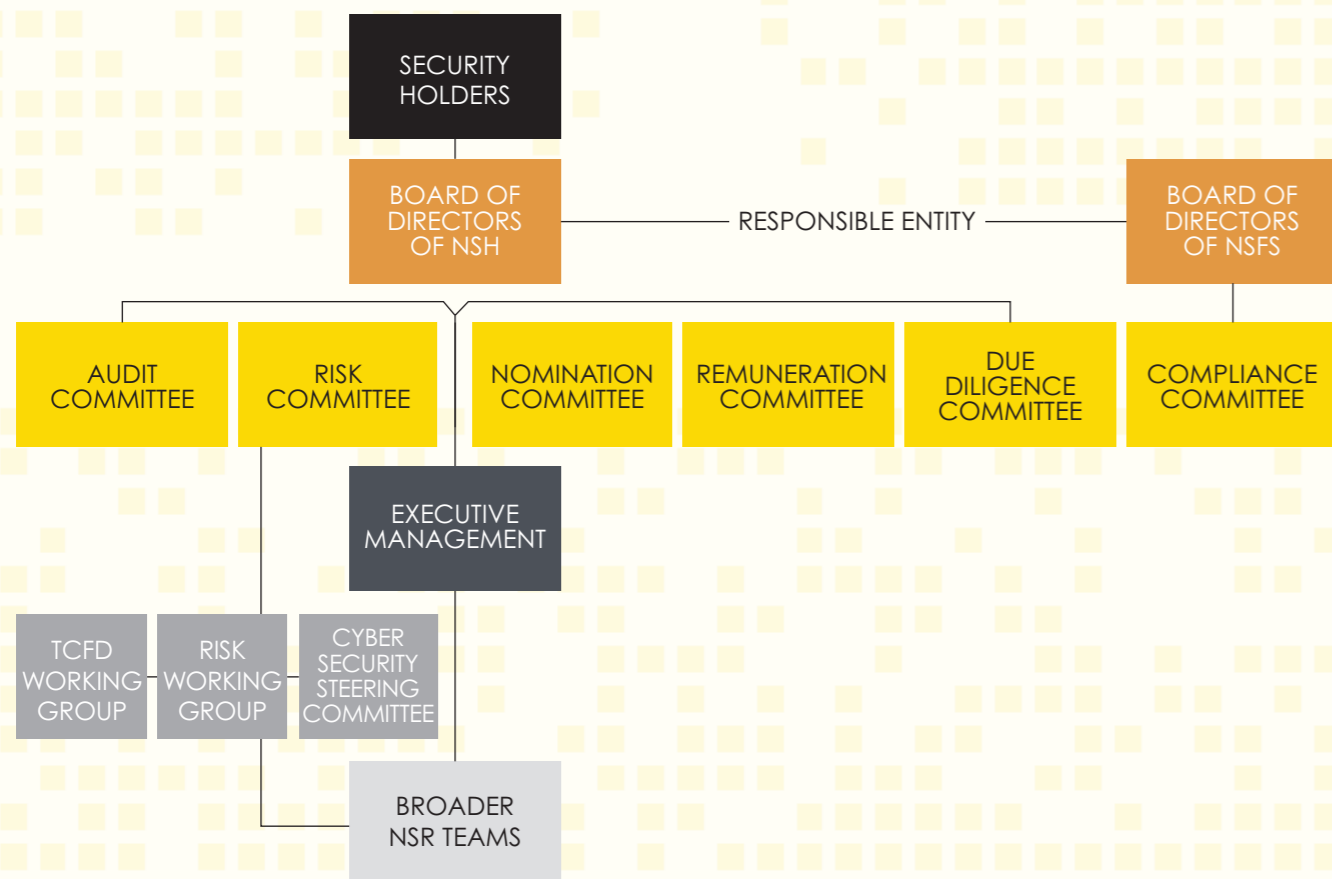 SECURITY
HOLDERS
BOARD OF
DIRECTORS
OF NSH
RESPONSIBLE ENTITY
BOARD OF
DIRECTORS
OF NSFS
AUDIT
COMMITTEE
RISK
COMMITTEE
NOMINATION
COMMITTEE
REMUNERATION
COMMITTEE
DUE
DILIGENCE
COMMITTEE
COMPLIANCE
COMMITTEE
EXECUTIVE
MANAGEMENT
TCFD
WORKING
GROUP
RISK
WORKING
GROUP
CYBER
SECURITY
STEERING
COMMITTEE
BROADER
NSR TEAMS